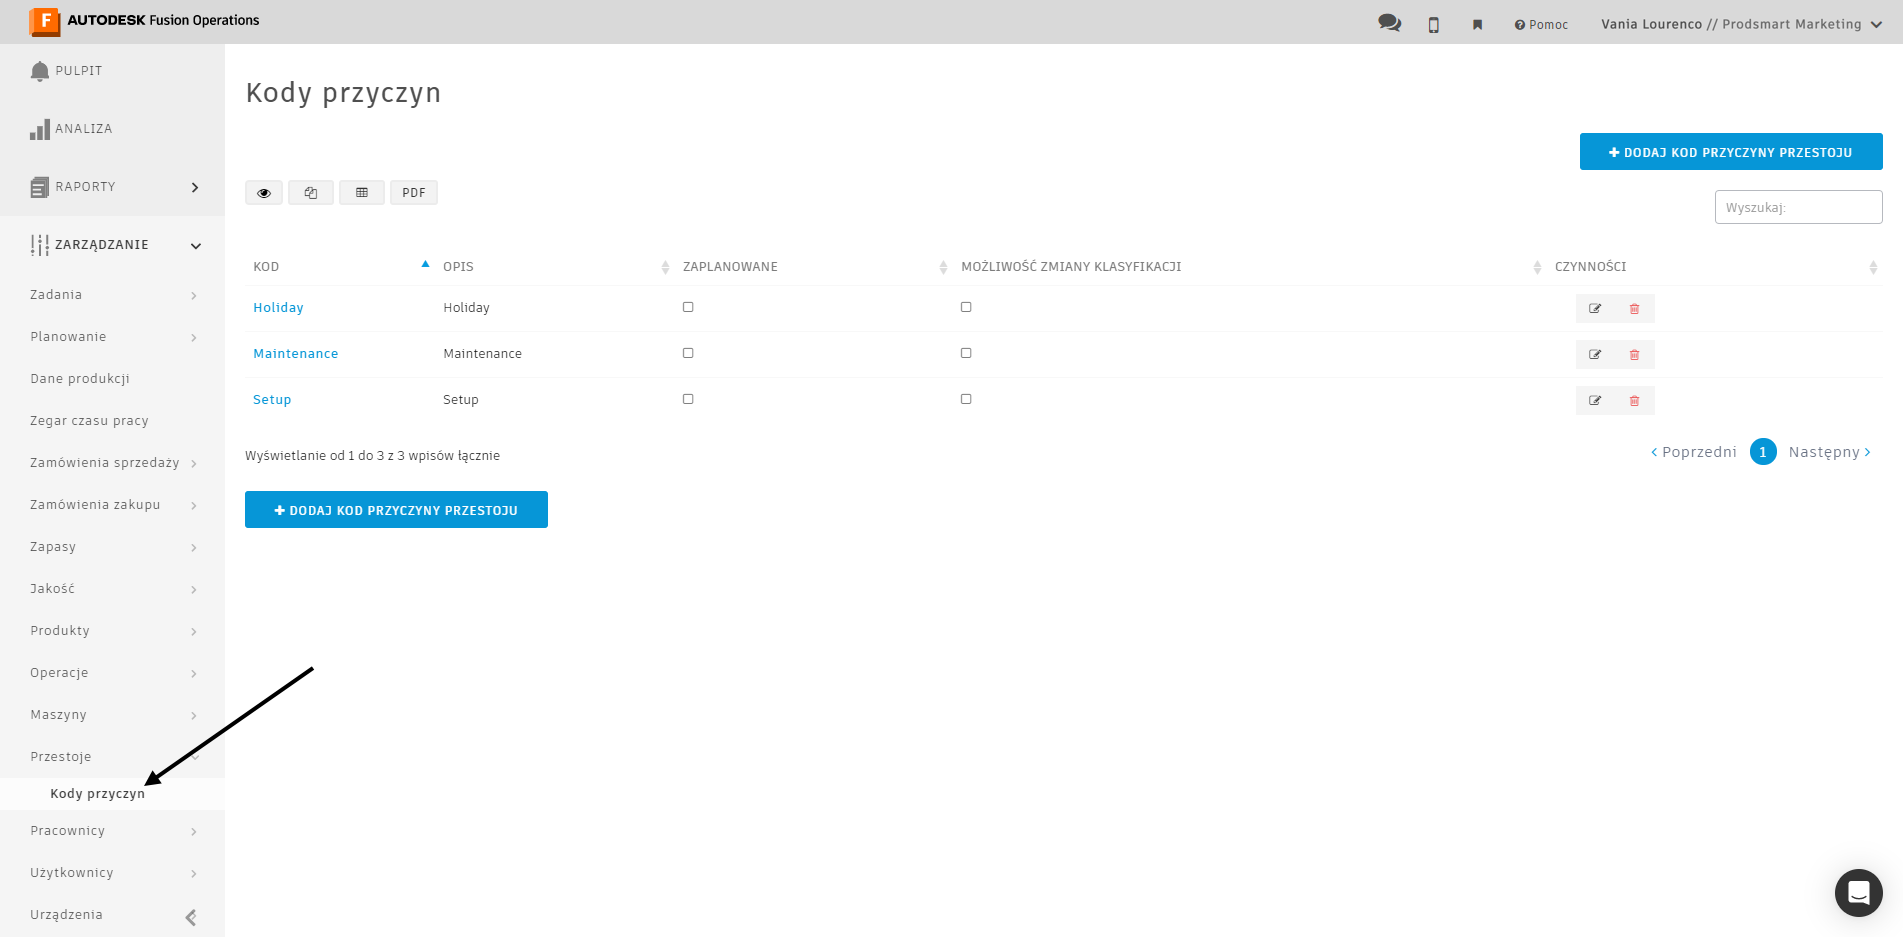 F AUTODESK Fusion Operations
Pomoc
Vania Lourenco // Prodsmart Marketing
PULPIT
ANALIZA
RAPORTY
ZARZĄDZANIE
Zadania
Planowanie
Dane produkcji
Zegar czasu pracy
Zamówienia sprzedaży
Zamówienia zakupu
Zapasy
Jakość
Produkty
Operacje
Maszyny
Przestoje
Kody przyczyn
Pracownicy
Użytkownicy
Urządzenia
Kody przyczyn
DODAJ KOD PRZYCZYNY PRZESTOJU
PDF
Wyszukaj:
KOD OPIS ZAPLANOWANE MOŻLIWOŚĆ ZMIANY KLASYFIKACJI CZYNNOŚCI
Holiday Holiday
Maintenance Maintenance
Setup Setup
Wyświetlanie od 1 do 3 z 3 wpisów łącznie
Poprzedni 1 Następny
DODAJ KOD PRZYCZYNY PRZESTOJU